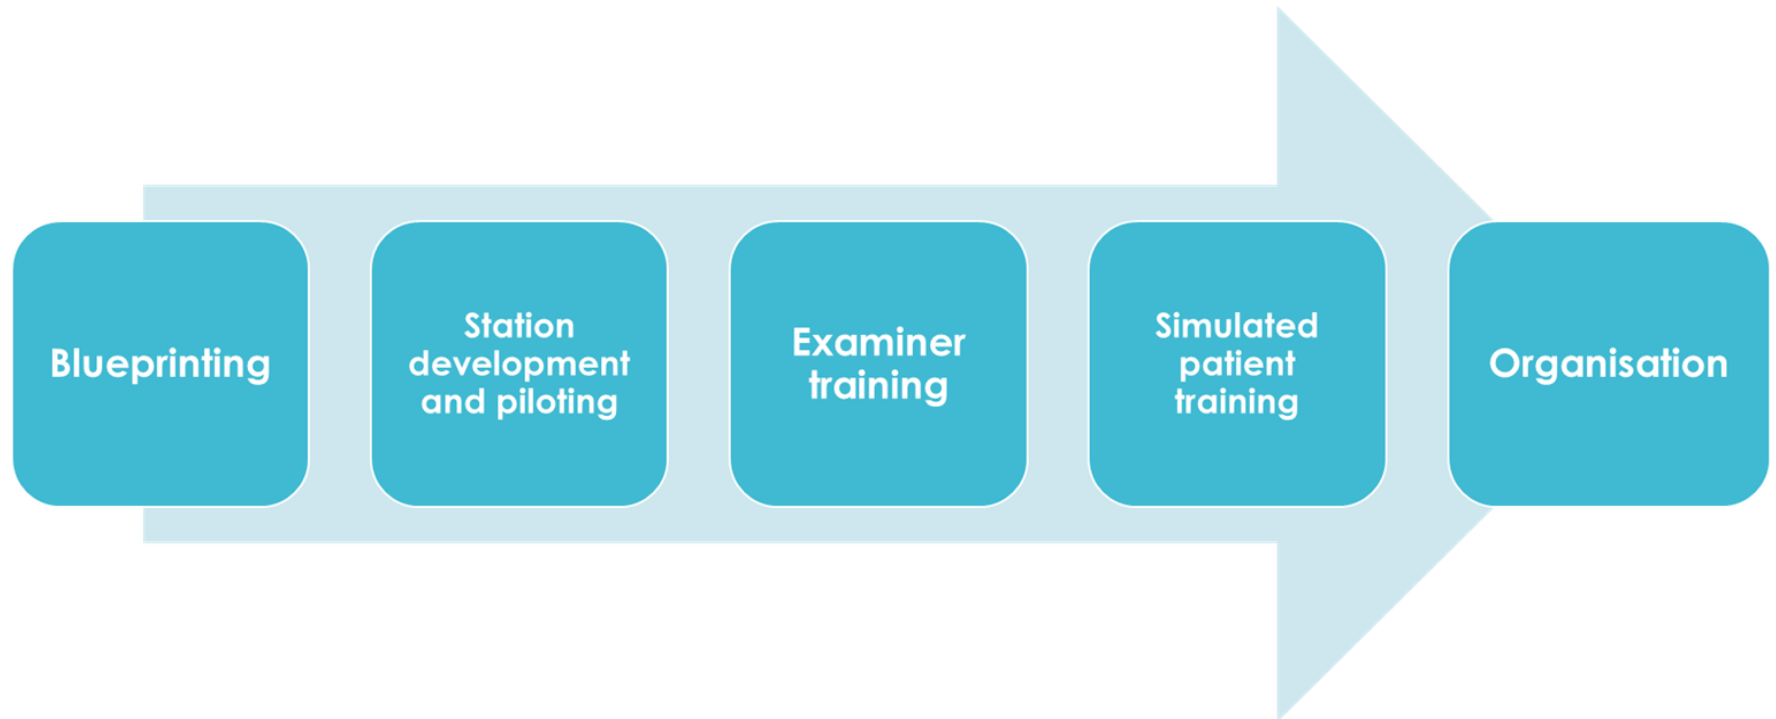 Blueprinting
Station
development
and piloting
Examiner
training
Simulated
patient
training
Organisation